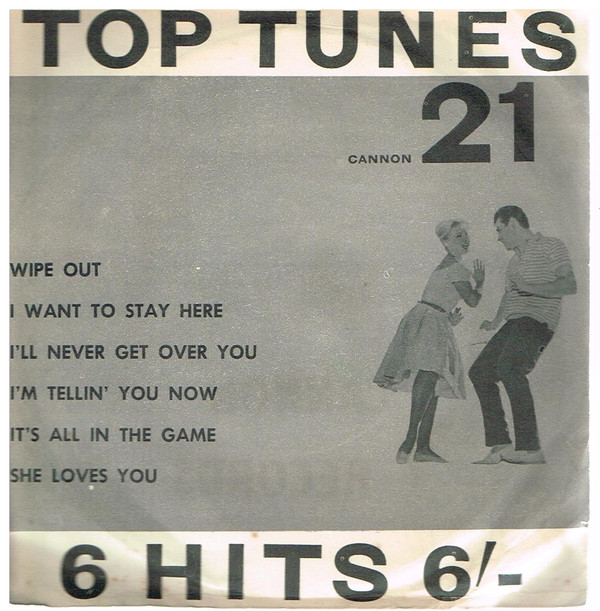 TOP TUNES
CANNON 21
WIPE OUT
I WANT TO STAY HERE
I'LL NEVER GET OVER YOU
I'M TELLIN' YOU NOW
IT'S ALL IN THE GAME
SHE LOVES YOU
6 HITS 6/-